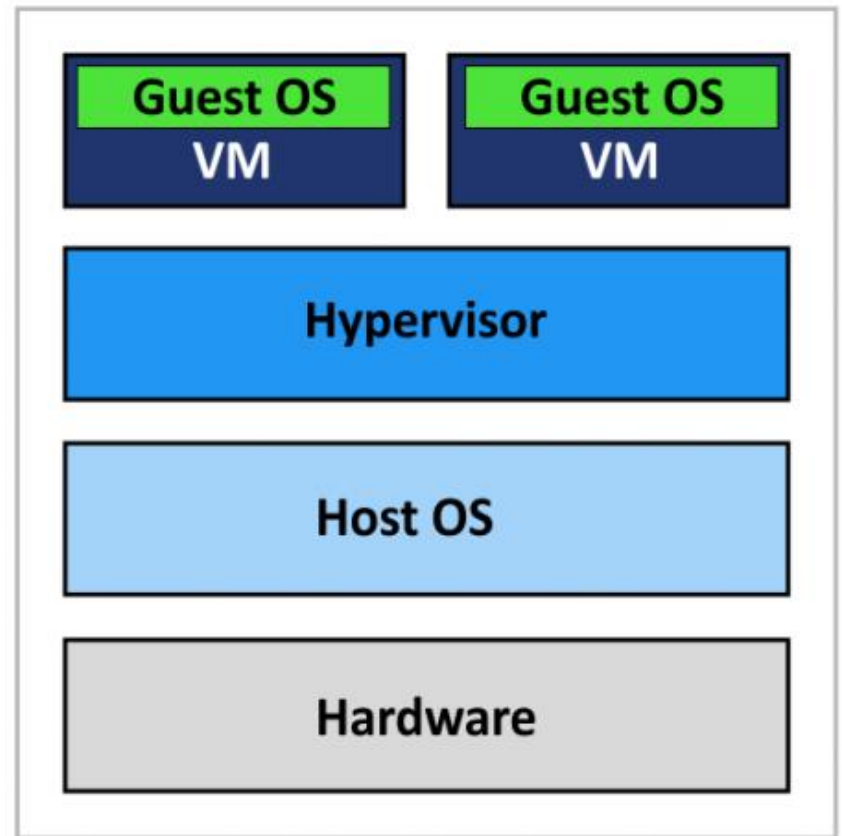 Guest OS
VM
Guest OS
VM
Hypervisor
Host OS
Hardware